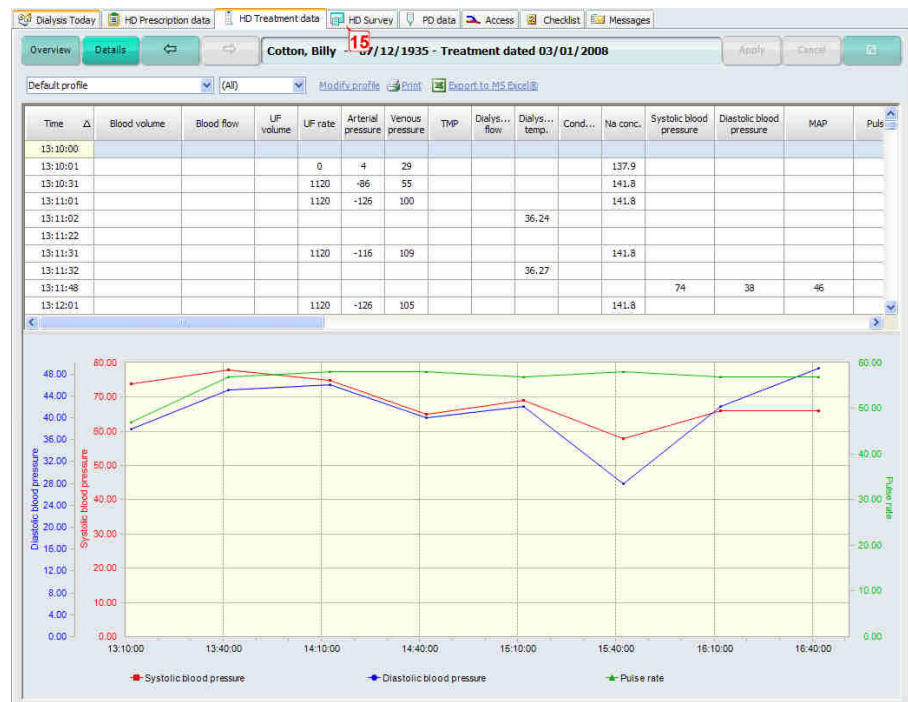 Dialysis Today HD Prescription data HD Treatment data HD Survey PD data Access Checklist Messages
15
Overview Details Cotton, Billy - 07/12/1935 - Treatment dated 03/01/2008 Apply Cancel
Default profile (All) Modify profile Print Export to MS Excel®
Time Blood volume Blood flow UF volume UF rate Arterial pressure Venous pressure TMP Dialys... flow Dialys... temp. Cond... Na conc. Systolic blood pressure Diastolic blood pressure MAP Puls
13:10:00
13:10:01 0 4 29 137.9
13:10:31 1120 -86 55 141.8
13:11:01 1120 -126 100 141.8
13:11:02 36.24
13:11:22
13:11:31 1120 -116 109 141.8
13:11:32 36.27
13:11:48 74 38 46
13:12:01 1120 -126 105 141.8
Diastolic blood pressure
48.00
44.00
40.00
36.00
32.00
28.00
24.00
20.00
16.00
12.00
8.00
4.00
0.00
Systolic blood pressure
80.00
70.00
60.00
50.00
40.00
30.00
20.00
10.00
0.00
60.00
50.00
40.00
30.00
20.00
10.00
0.00
Pulse rate
13:10:00 13:40:00 14:10:00 14:40:00 15:10:00 15:40:00 16:10:00 16:40:00
Systolic blood pressure Diastolic blood pressure Pulse rate